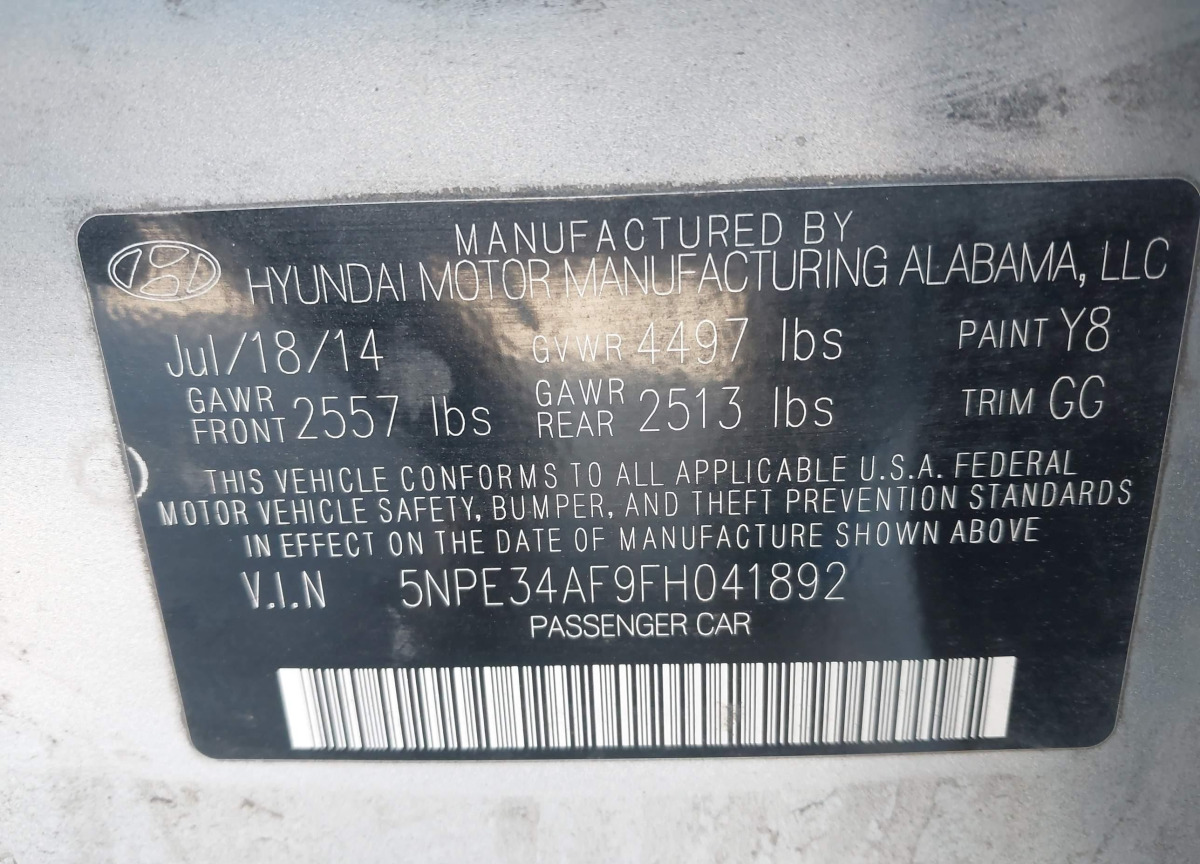 MANUFACTURED BY
HYUNDAI MOTOR MANUFACTURING ALABAMA, LLC
Jul/18/14 GVWR 4497 lbs PAINT Y8
GAWR FRONT 2557 lbs GAWR REAR 2513 lbs TRIM GG
THIS VEHICLE CONFORMS TO ALL APPLICABLE U.S.A. FEDERAL
MOTOR VEHICLE SAFETY, BUMPER, AND THEFT PREVENTION STANDARDS
IN EFFECT ON THE DATE OF MANUFACTURE SHOWN ABOVE
V.I.N 5NPE34AF9FH041892
PASSENGER CAR